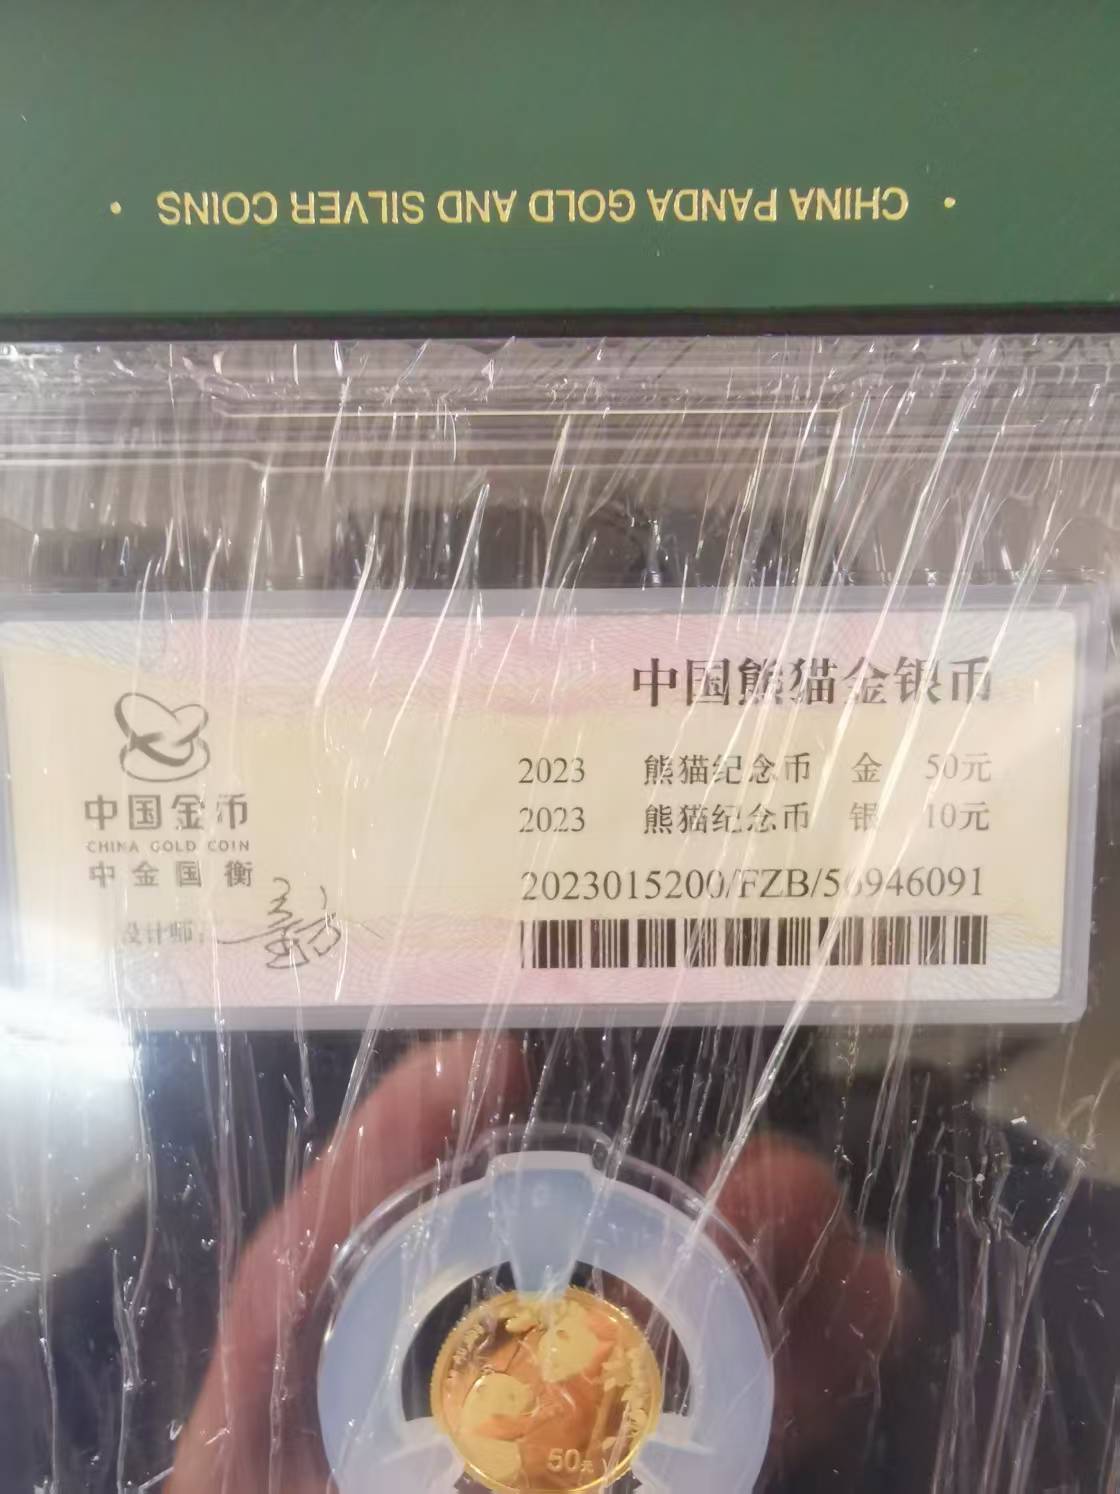 • CHINA PANDA GOLD AND SILVER COINS •
中国熊猫金银币
2023 熊猫纪念币 金 50元
2023 熊猫纪念币 银 10元
2023015200/FZB/56946091
中国金币
CHINA GOLD COIN
中金国衡
设计师:
50元